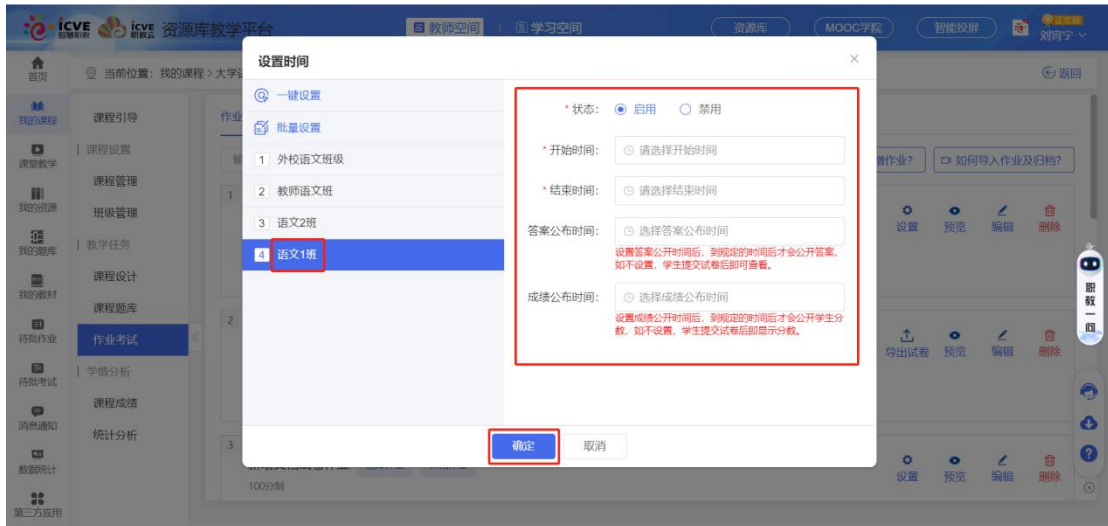 icve 智慧职教 icve 职教云 资源库教学平台
教师空间 学习空间
资源库 MOOC学院 智能投屏
正式版
刘宵宁
首页
当前位置：我的课程 > 大学
返回
我的课程
课堂教学
我的资源
我的题库
我的教材
待批作业
待批考试
消息通知
数据统计
第三方应用
课程引导
课程设置
课程管理
班级管理
教学任务
课程设计
课程题库
作业考试
学情分析
课程成绩
统计分析
设置时间
一键设置
批量设置
1 外校语文班级
2 教师语文班
3 语文2班
4 语文1班
* 状态： 启用 禁用
* 开始时间： 请选择开始时间
* 结束时间： 请选择结束时间
答案公布时间： 选择答案公布时间
设置答案公开时间后，到规定的时间后才会公开答案，
如不设置，学生提交试卷后即可查看。
成绩公布时间： 选择成绩公布时间
设置成绩公开时间后，到规定的时间后才会公开学生分
数，如不设置，学生提交试卷后即显示分数。
确定 取消
作业?
如何导入作业及归档?
1
设置 预览 编辑 删除
2
导出试卷 预览 编辑 删除
3
100分制
设置 预览 编辑 删除
职教一问